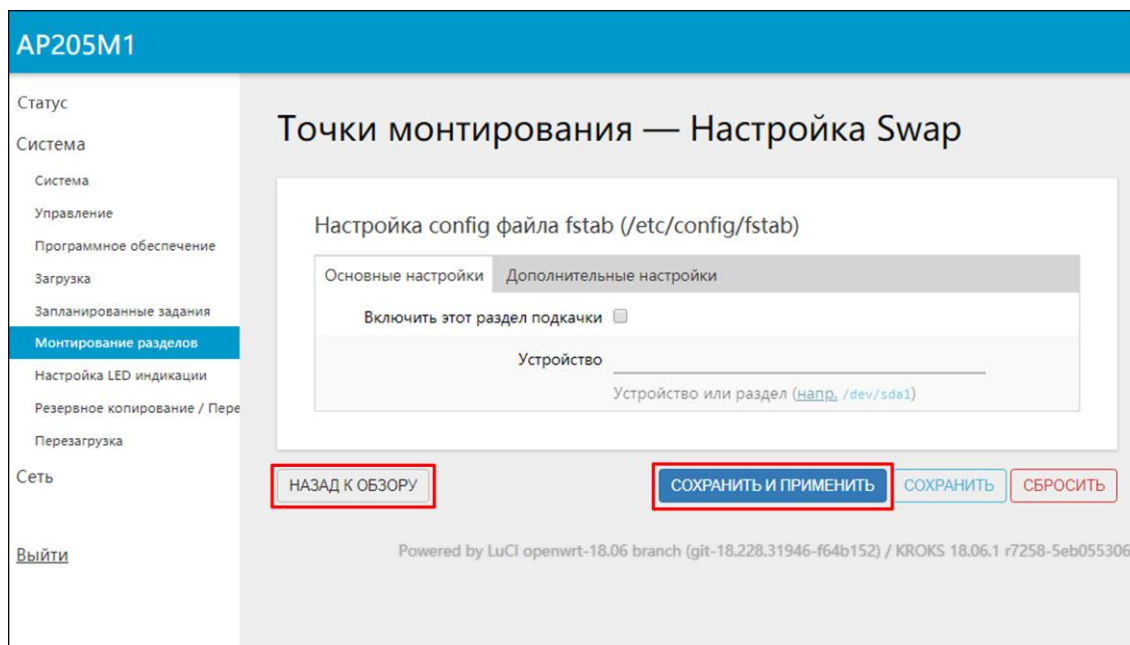 AP205M1
Статус
Система
Система
Управление
Программное обеспечение
Загрузка
Запланированные задания
Монтирование разделов
Настройка LED индикации
Резервное копирование / Пере
Перезагрузка
Сеть
Выйти
Точки монтирования — Настройка Swap
Настройка config файла fstab (/etc/config/fstab)
Основные настройки Дополнительные настройки
Включить этот раздел подкачки
Устройство
Устройство или раздел (напр. /dev/sda1)
НАЗАД К ОБЗОРУ СОХРАНИТЬ И ПРИМЕНИТЬ СОХРАНИТЬ СБРОСИТЬ
Powered by LuCI openwrt-18.06 branch (git-18.228.31946-f64b152) / KROKS 18.06.1 r7258-5eb055306